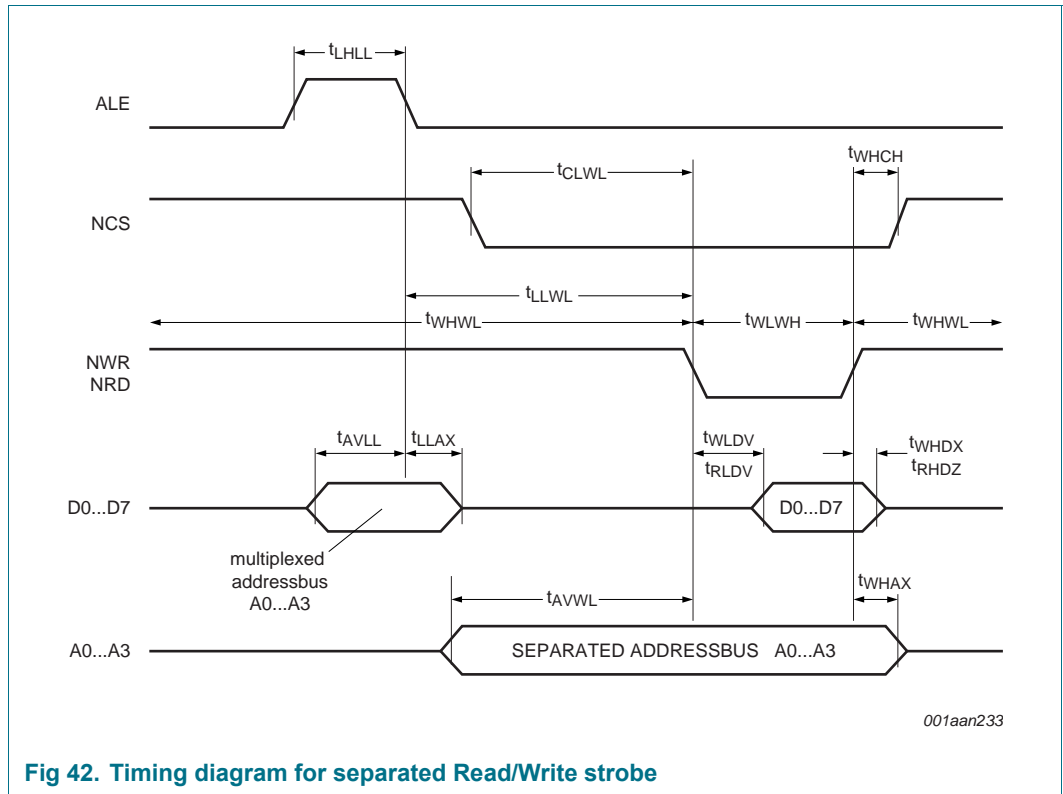 tLHLL
ALE
tCLWL
tWHCH
NCS
tLLWL
tWHWL
tWLWH
tWHWL
NWR
NRD
tAVLL
tLLAX
tWLDV
tRLDV
tWHDX
tRHDZ
D0...D7
D0...D7
multiplexed
addressbus
A0...A3
tAVWL
tWHAX
A0...A3
SEPARATED ADDRESSBUS A0...A3
001aan233
Fig 42. Timing diagram for separated Read/Write strobe